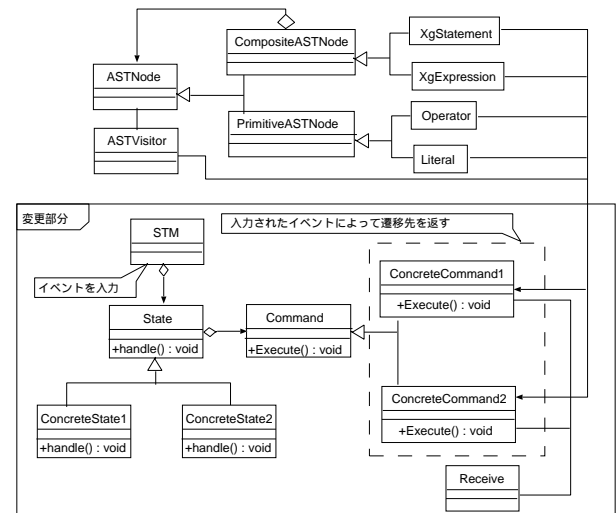 CompositeASTNode
XgStatement
ASTNode
XgExpression
PrimitiveASTNode
Operator
ASTVisitor
Literal
変更部分
STM
入力されたイベントによって遷移先を返す
イベントを入力
ConcreteCommand1
+Execute() : void
State
+handle() : void
Command
+Execute() : void
ConcreteCommand2
+Execute() : void
ConcreteState1
+handle() : void
ConcreteState2
+handle() : void
Receive